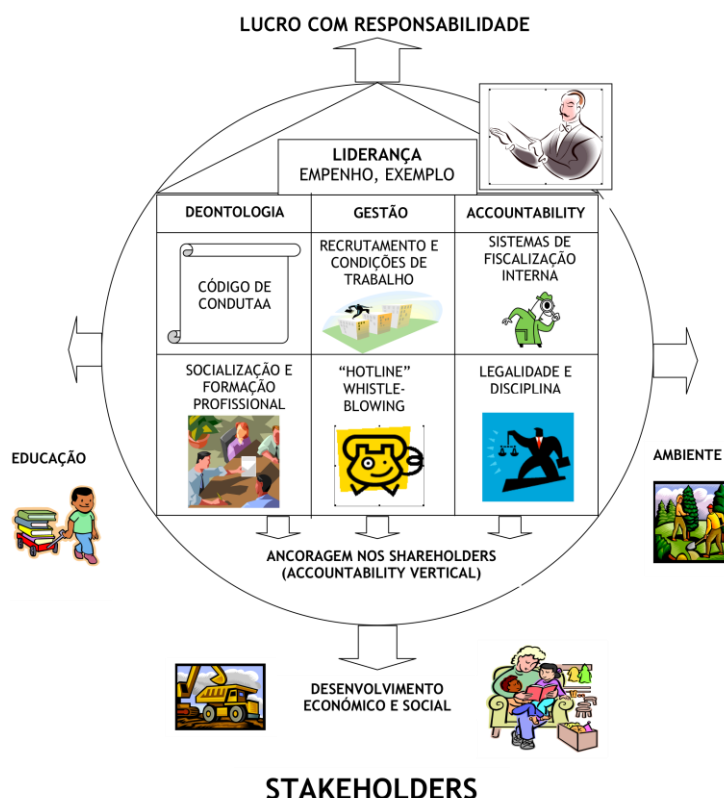 LUCRO COM RESPONSABILIDADE
LIDERANÇA
EMPENHO, EXEMPLO
DEONTOLOGIA
GESTÃO
ACCOUNTABILITY
CÓDIGO DE
CONDUTAA
RECRUTAMENTO E
CONDIÇÕES DE
TRABALHO
SISTEMAS DE
FISCALIZAÇÃO
INTERNA
SOCIALIZAÇÃO E
FORMAÇÃO
PROFISSIONAL
“HOTLINE”
WHISTLE-
BLOWING
LEGALIDADE E
DISCIPLINA
EDUCAÇÃO
AMBIENTE
ANCORAGEM NOS SHAREHOLDERS
(ACCOUNTABILITY VERTICAL)
DESENVOLVIMENTO
ECONÓMICO E SOCIAL
STAKEHOLDERS